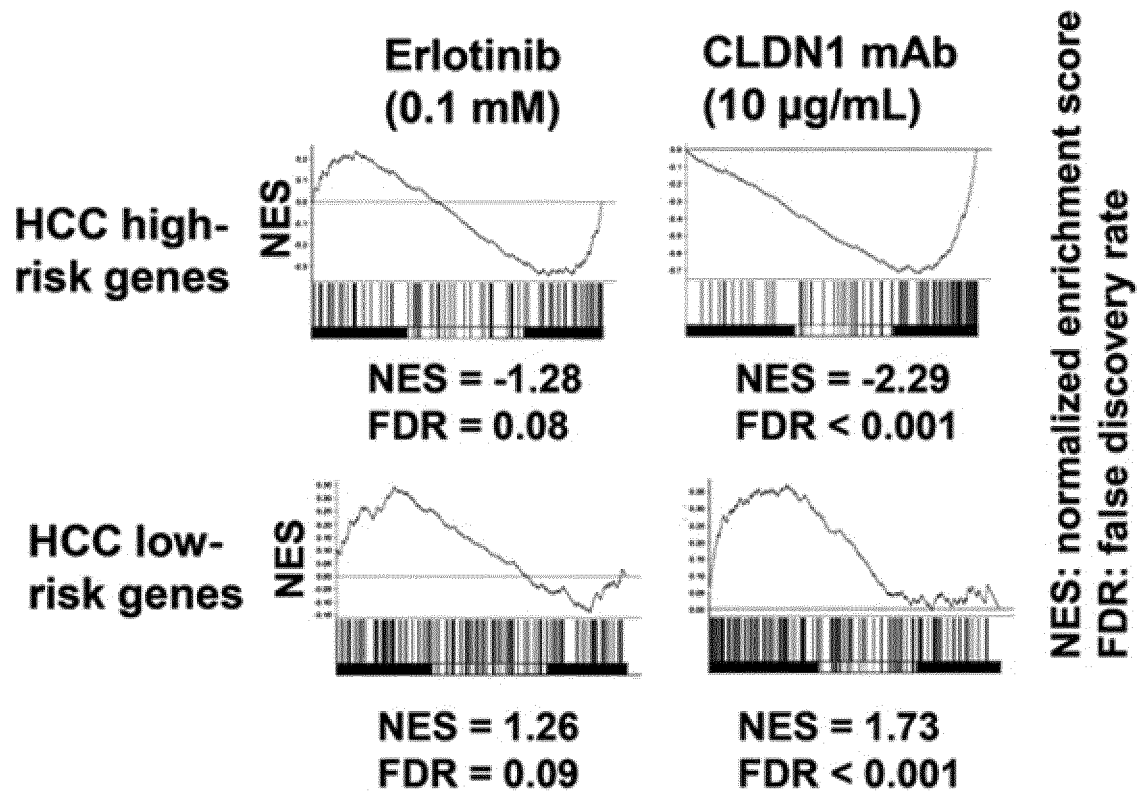 Erlotinib
(0.1 mM)
CLDN1 mAb
(10 µg/mL)
HCC high-
risk genes
NES
NES = -1.28
FDR = 0.08
NES = -2.29
FDR < 0.001
HCC low-
risk genes
NES
NES = 1.26
FDR = 0.09
NES = 1.73
FDR < 0.001
NES: normalized enrichment score
FDR: false discovery rate